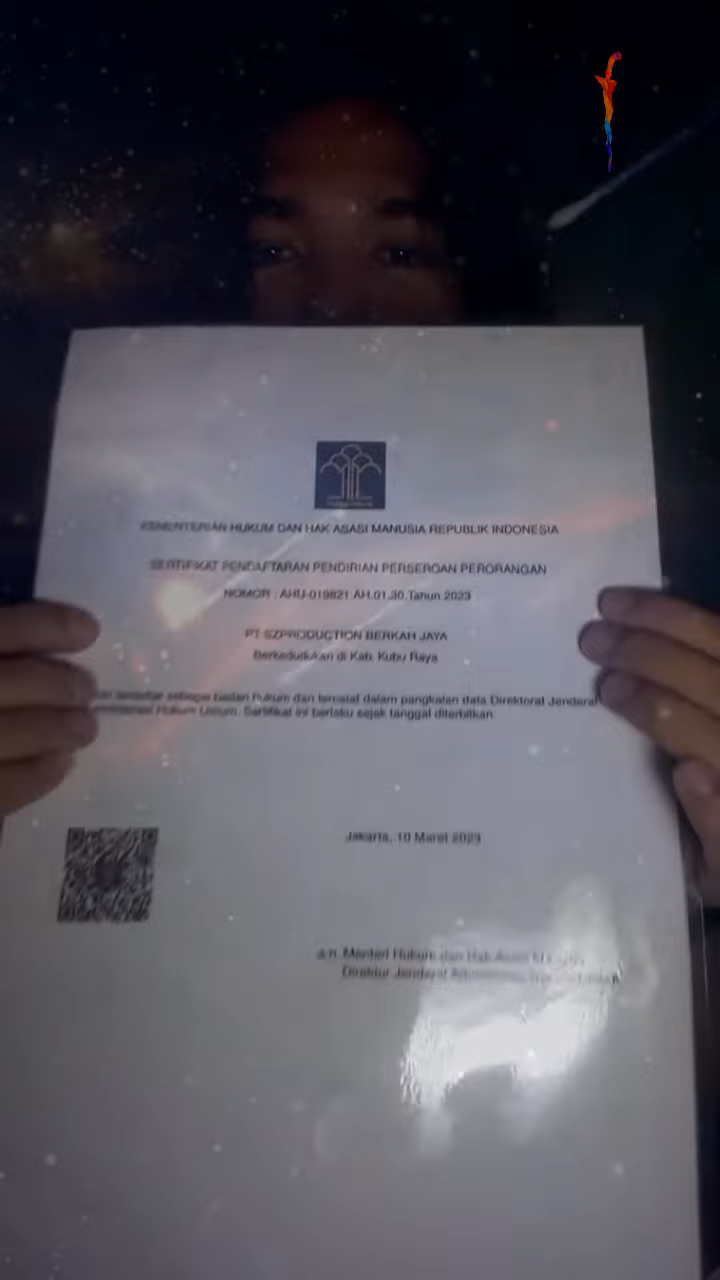 KEMENTERIAN HUKUM DAN HAK ASASI MANUSIA REPUBLIK INDONESIA
SERTIFIKAT PENDAFTARAN PENDIRIAN PERSEROAN PERORANGAN
NOMOR : AHU-019821.AH.01.30.Tahun 2023
PT SZPRODUCTION BERKAH JAYA
Berkedudukan di Kab. Kubu Raya
terdaftar sebagai badan hukum dan tercatat dalam pangkalan data Direktorat Jenderal
Hukum Umum. Sertifikat ini berlaku sejak tanggal diterbitkan.
Jakarta, 10 Maret 2023
a.n. Menteri Hukum dan Hak Asasi
Direktur Jenderal